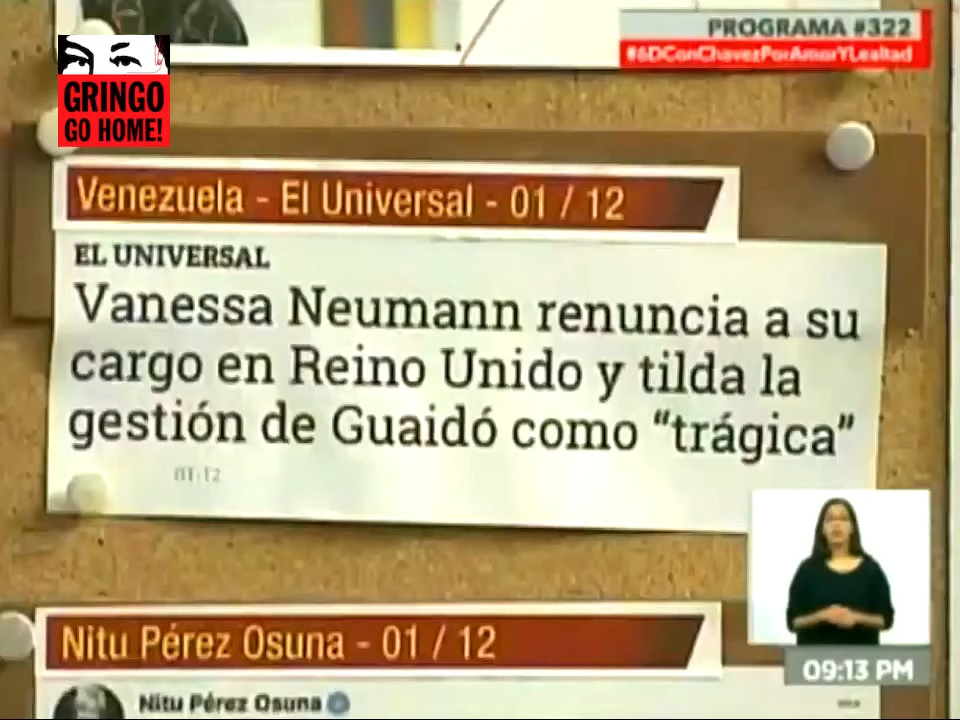 PROGRAMA #322
#6DConChavezPorAmorYLealtad
GRINGO
GO HOME!
Venezuela - El Universal - 01 / 12
EL UNIVERSAL
Vanessa Neumann renuncia a su
cargo en Reino Unido y tilda la
gestión de Guaidó como “trágica”
01-12
Nitu Pérez Osuna - 01 / 12
Nitu Pérez Osuna
09:13 PM